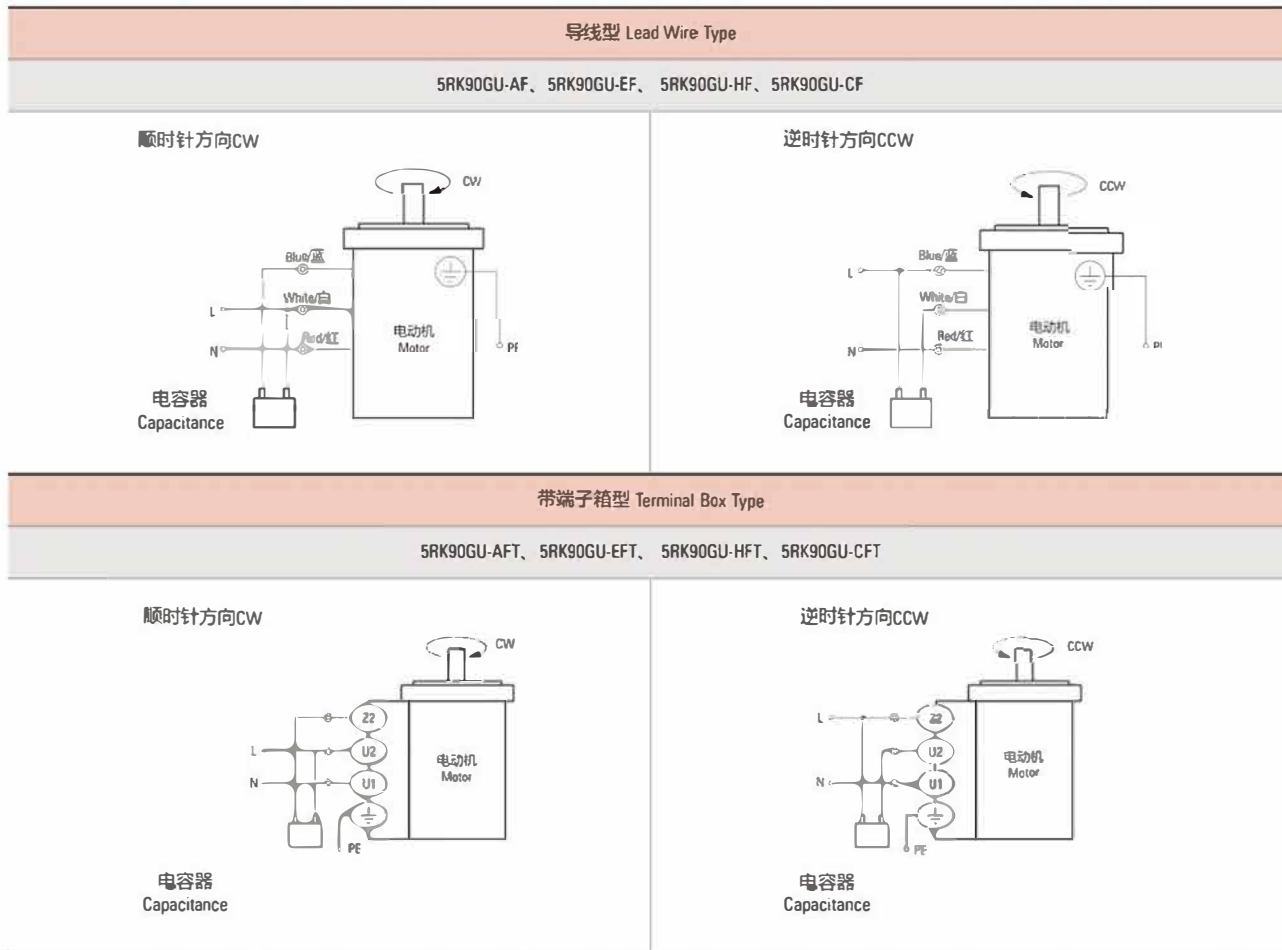 导线型 Lead Wire Type
5RK90GU-AF、5RK90GU-EF、 5RK90GU-HF、5RK90GU-CF
顺时针方向CW
CW
Blue/蓝
White/白
L
Red/红
N
电动机
Motor
PE
电容器
Capacitance
逆时针方向CCW
CCW
Blue/蓝
L
White/白
Red/红
N
电动机
Motor
电容器
Capacitance
带端子箱型 Terminal Box Type
5RK90GU-AFT、 5RK90GU-EFT、 5RK90GU-HFT、 5RK90GU-CFT
顺时针方向CW
CW
Z2
L
U2
N
U1
电动机
Motor
PE
电容器
Capacitance
逆时针方向CCW
CCW
L
Z2
U2
N
U1
电动机
Motor
PE
电容器
Capacitance